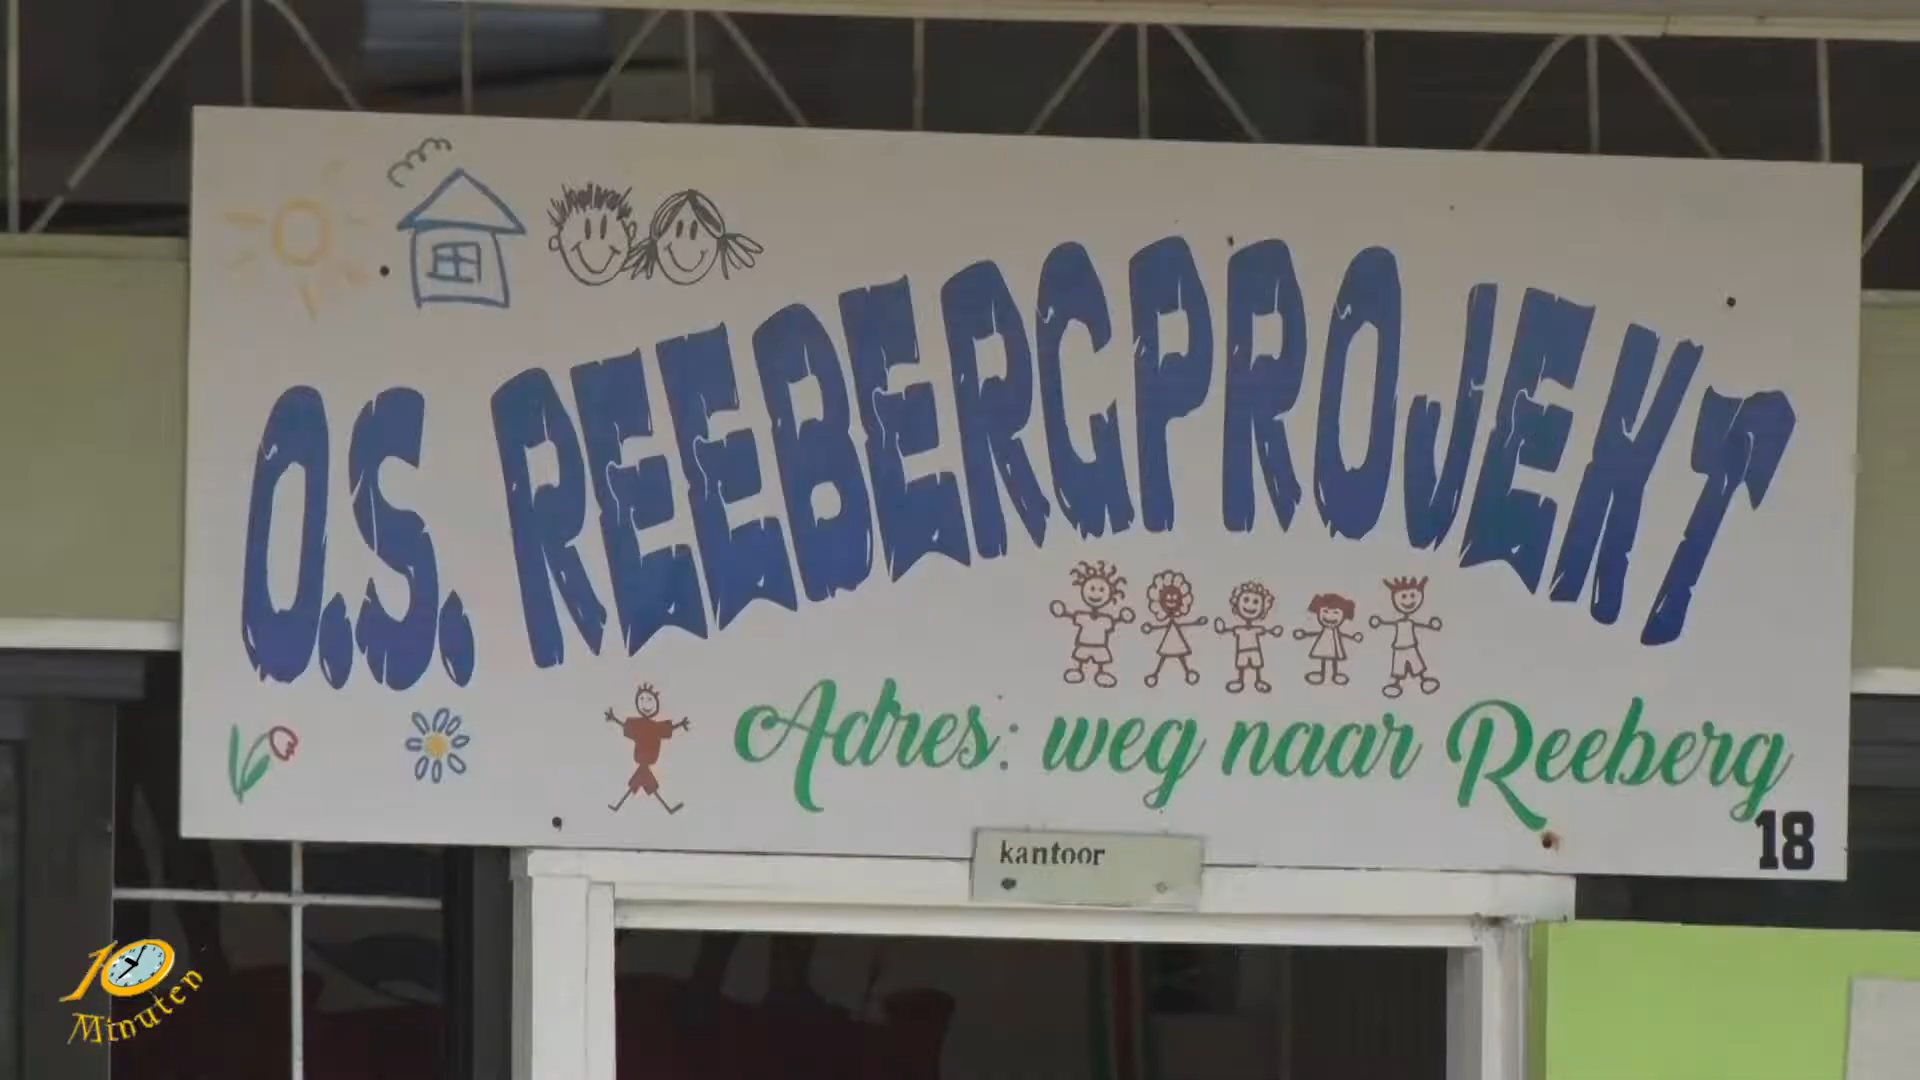 O.S. REEBERGPROJEKT
Adres: weg naar Reeberg
18
kantoor
10
Minuten